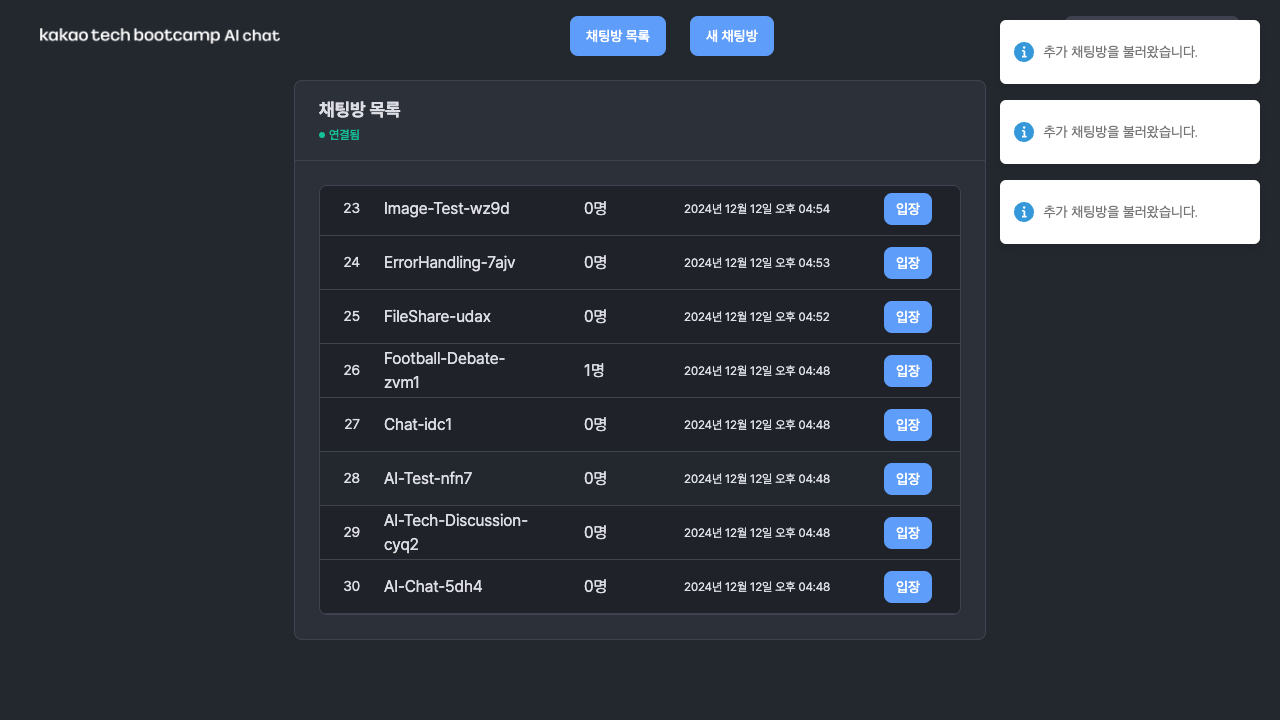 kakao tech bootcamp AI chat
채팅방 목록
새 채팅방
추가 채팅방을 불러왔습니다.
추가 채팅방을 불러왔습니다.
추가 채팅방을 불러왔습니다.
채팅방 목록
연결됨
23 Image-Test-wz9d 0명 2024년 12월 12일 오후 04:54 입장
24 ErrorHandling-7ajv 0명 2024년 12월 12일 오후 04:53 입장
25 FileShare-udax 0명 2024년 12월 12일 오후 04:52 입장
26 Football-Debate-
zvm1 1명 2024년 12월 12일 오후 04:48 입장
27 Chat-idc1 0명 2024년 12월 12일 오후 04:48 입장
28 AI-Test-nfn7 0명 2024년 12월 12일 오후 04:48 입장
29 AI-Tech-Discussion-
cyq2 0명 2024년 12월 12일 오후 04:48 입장
30 AI-Chat-5dh4 0명 2024년 12월 12일 오후 04:48 입장